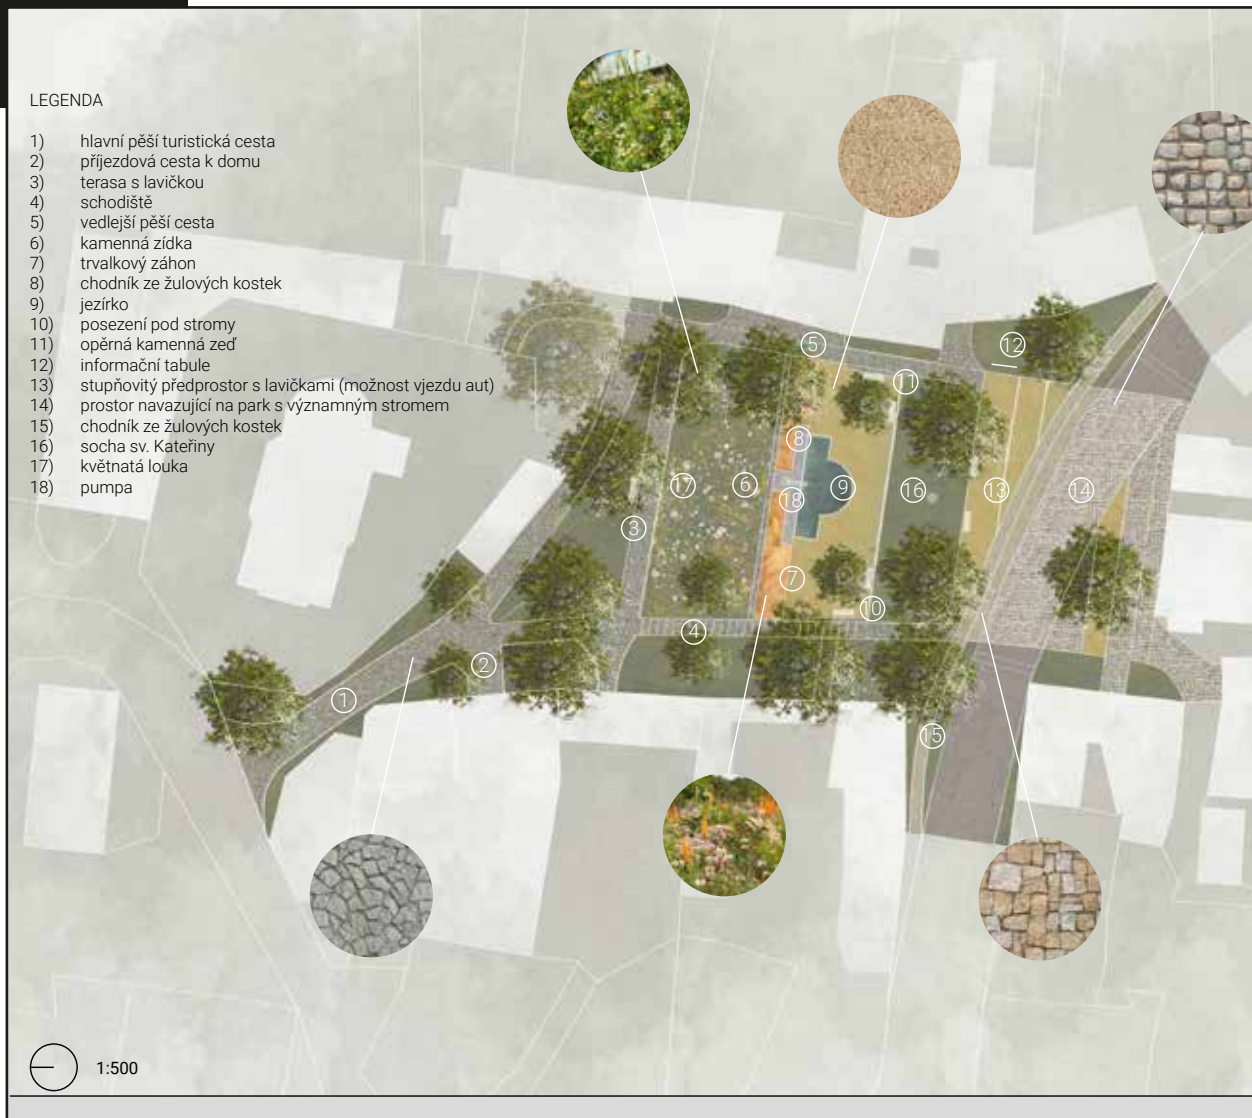 LEGENDA
1) hlavní pěší turistická cesta
2) příjezdová cesta k domu
3) terasa s lavičkou
4) schodiště
5) vedlejší pěší cesta
6) kamenná zídka
7) trvalkový záhon
8) chodník ze žulových kostek
9) jezírko
10) posezení pod stromy
11) opěrná kamenná zeď
12) informační tabule
13) stupňovitý předprostor s lavičkami (možnost vjezdu aut)
14) prostor navazující na park s významným stromem
15) chodník ze žulových kostek
16) socha sv. Kateřiny
17) květnatá louka
18) pumpa
5
12
11
8
17
6
18
9
16
13
14
3
7
10
4
2
1
15
1:500